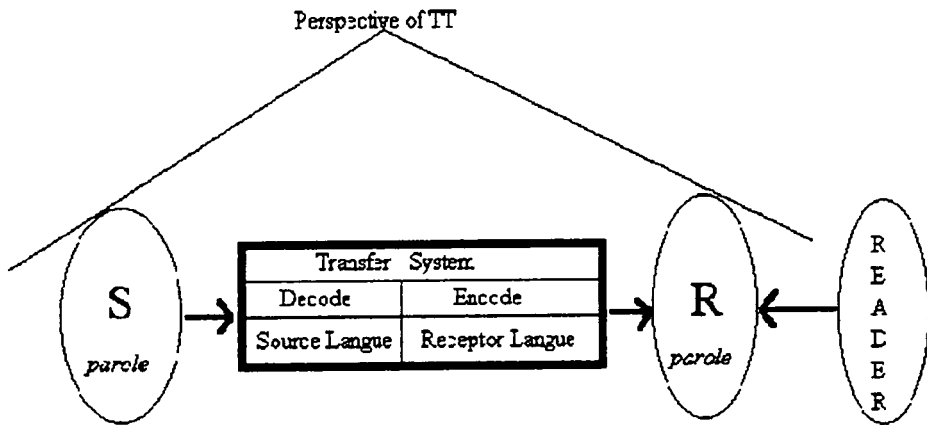 Perspective of TT
S
parole
Transfer System
Decode
Encode
Source Langue
Receptor Langue
R
parole
R
E
A
D
E
R